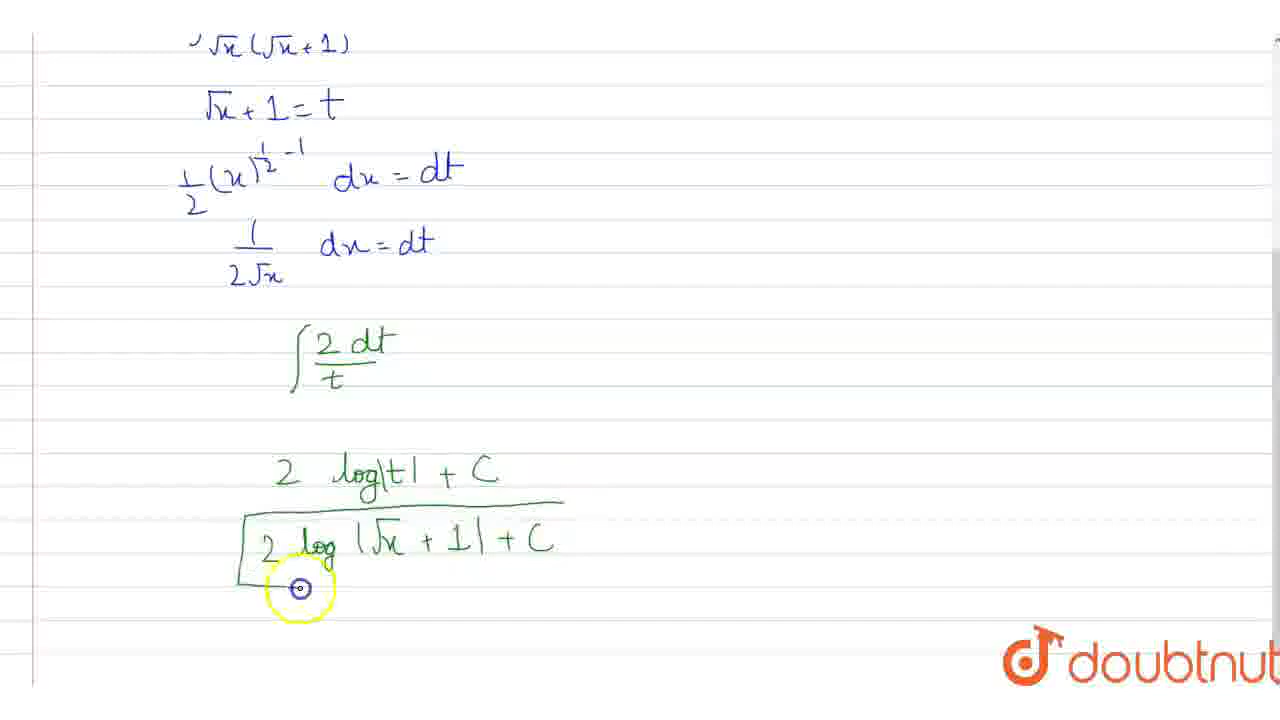 √x (√x + 1)
√x + 1 = t
1/2 (x)^(1/2 - 1) dx = dt
1/(2√x) dx = dt
∫ 2 dt / t
2 log|t| + C
2 log |√x + 1| + C
doubtnut